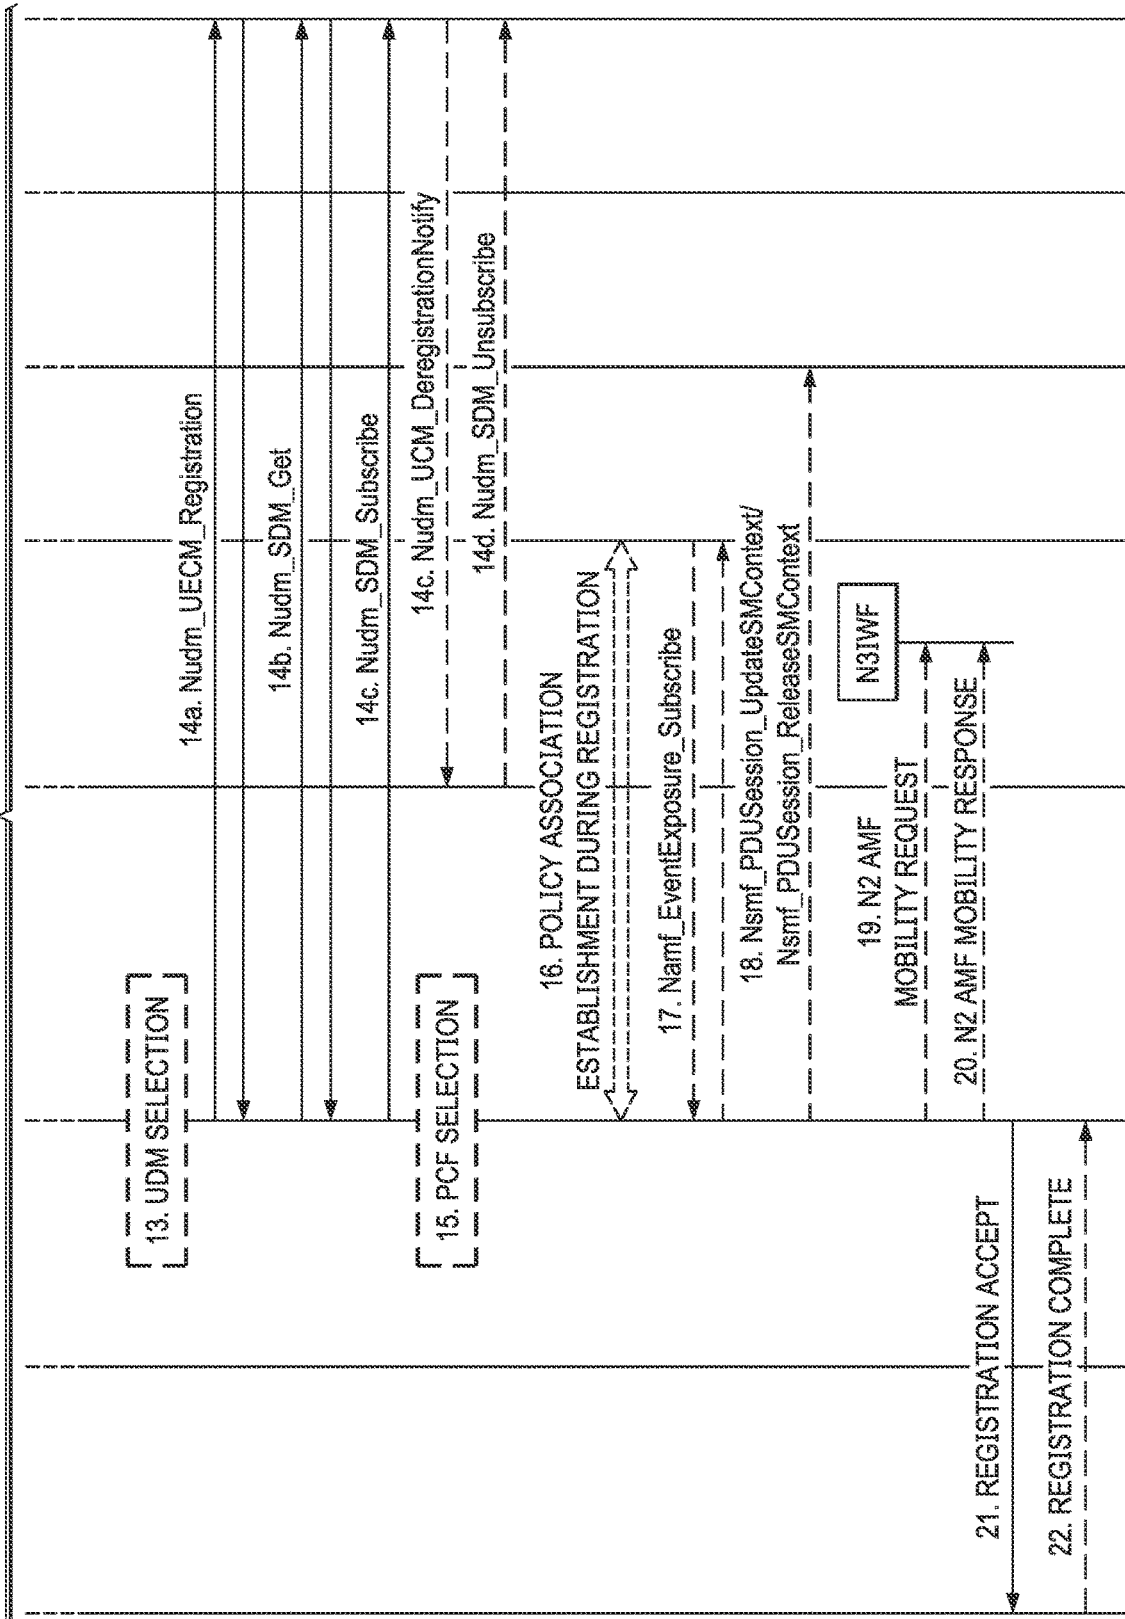 13. UDM SELECTION
14a. Nudm_UECM_Registration
14b. Nudm_SDM_Get
14c. Nudm_SDM_Subscribe
14c. Nudm_UCM_DeregistrationNotify
15. PCF SELECTION
14d. Nudm_SDM_Unsubscribe
16. POLICY ASSOCIATION
ESTABLISHMENT DURING REGISTRATION
17. Namf_EventExposure_Subscribe
18. Nsmf_PDUSession_UpdateSMContext/
Nsmf_PDUSession_ReleaseSMContext
N3IWF
19. N2 AMF
MOBILITY REQUEST
20. N2 AMF MOBILITY RESPONSE
21. REGISTRATION ACCEPT
22. REGISTRATION COMPLETE